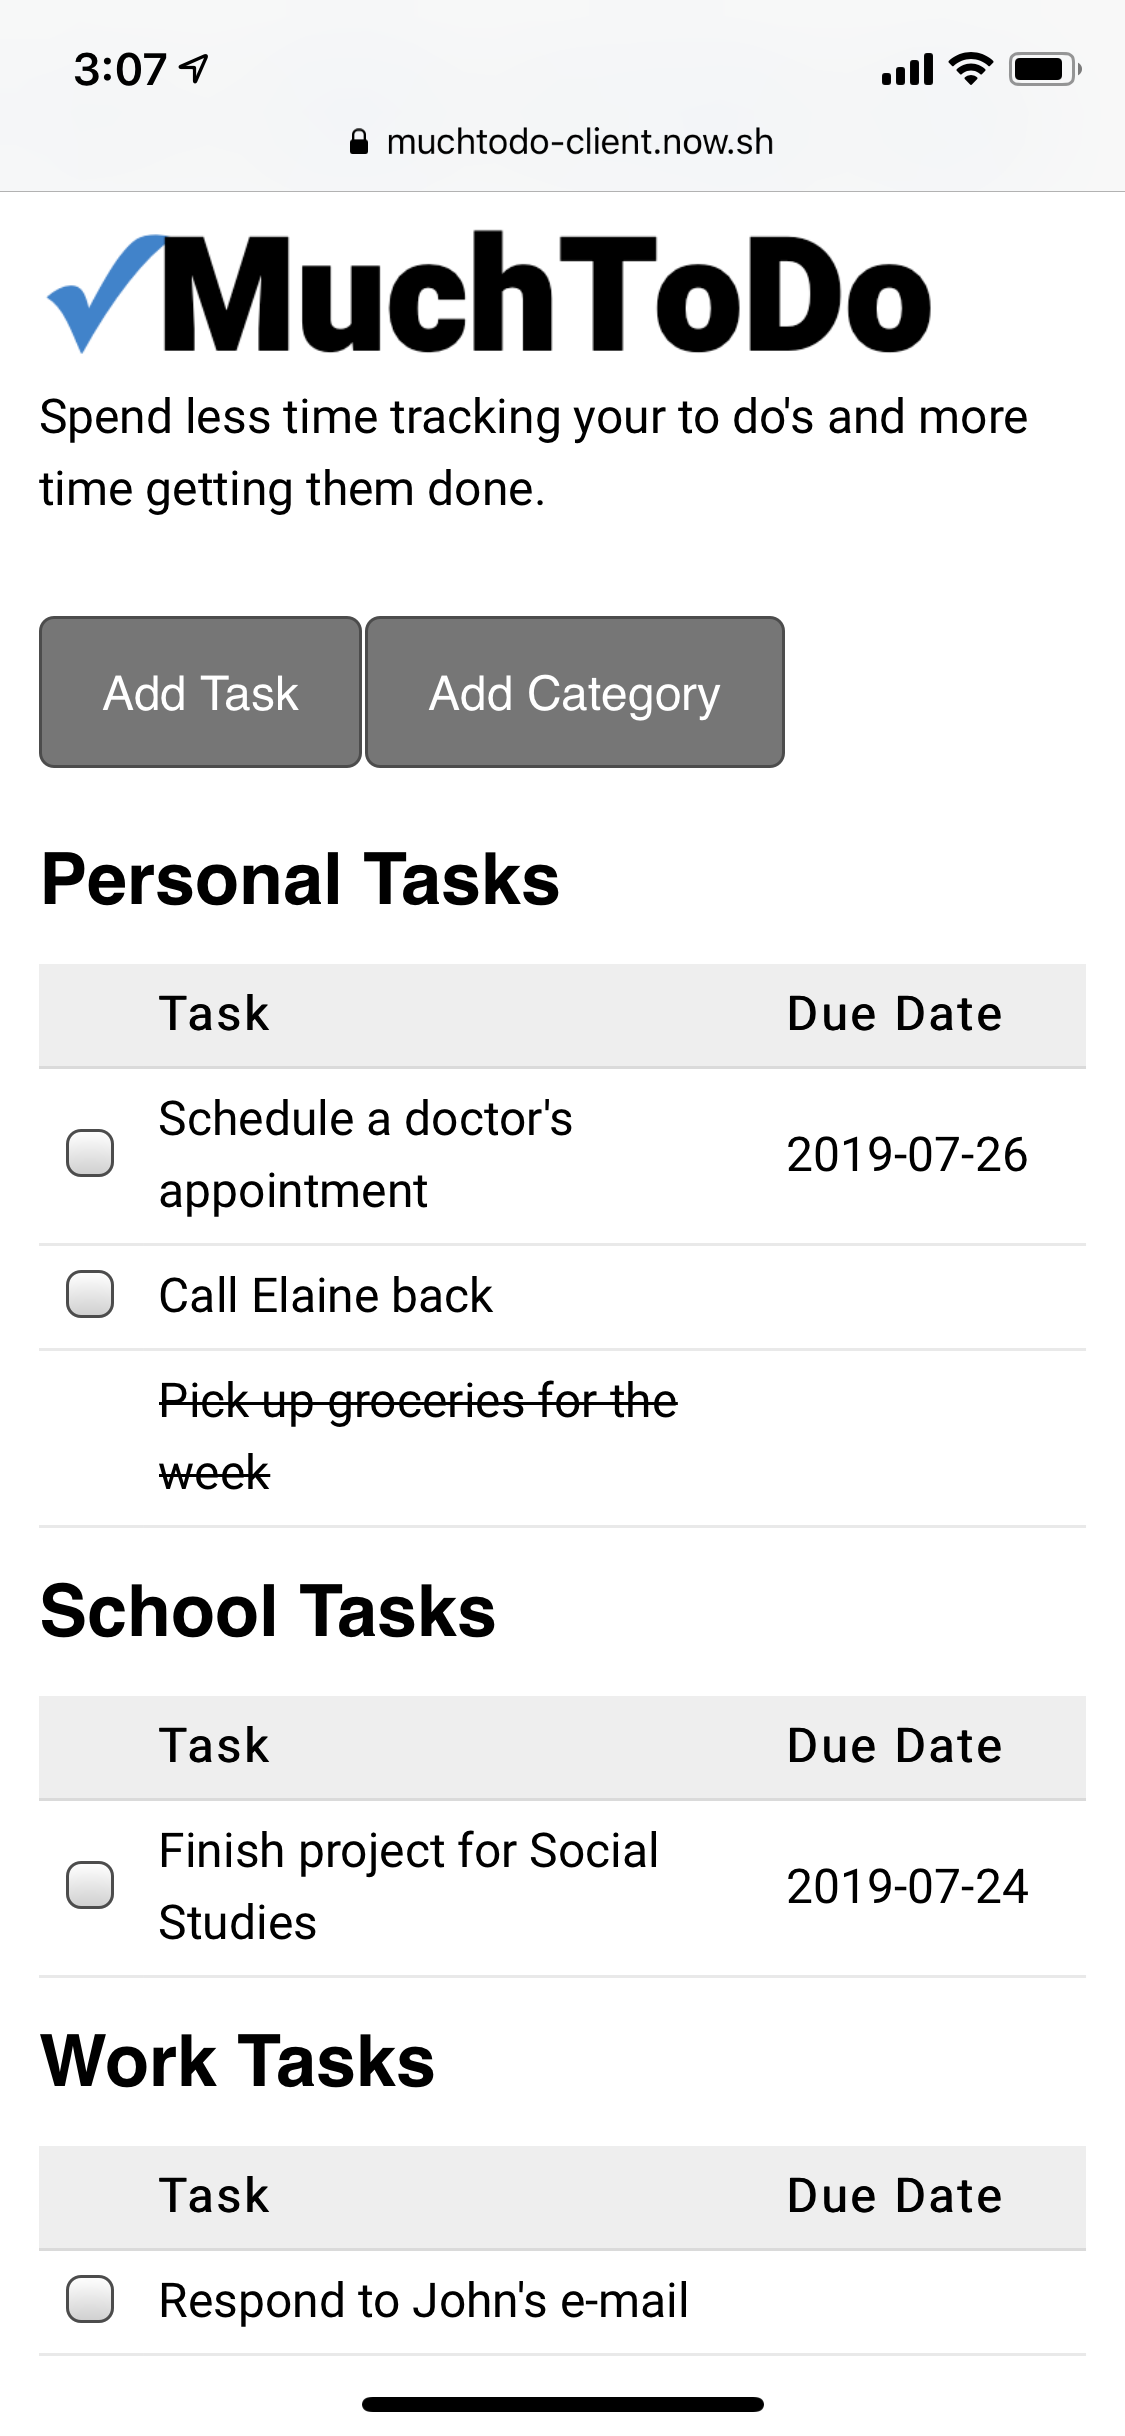 3:07
muchtodo-client.now.sh
MuchToDo
Spend less time tracking your to do's and more
time getting them done.
Add Task Add Category
Personal Tasks
Task Due Date
Schedule a doctor's
appointment
2019-07-26
Call Elaine back
Pick up groceries for the
week
School Tasks
Task Due Date
Finish project for Social
Studies
2019-07-24
Work Tasks
Task Due Date
Respond to John's e-mail